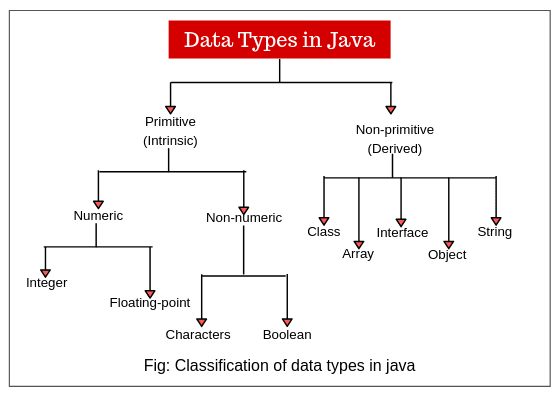 Data Types in Java
Primitive
(Intrinsic)
Non-primitive
(Derived)
Numeric
Non-numeric
Class
Array
Interface
Object
String
Integer
Floating-point
Characters
Boolean
Fig: Classification of data types in java